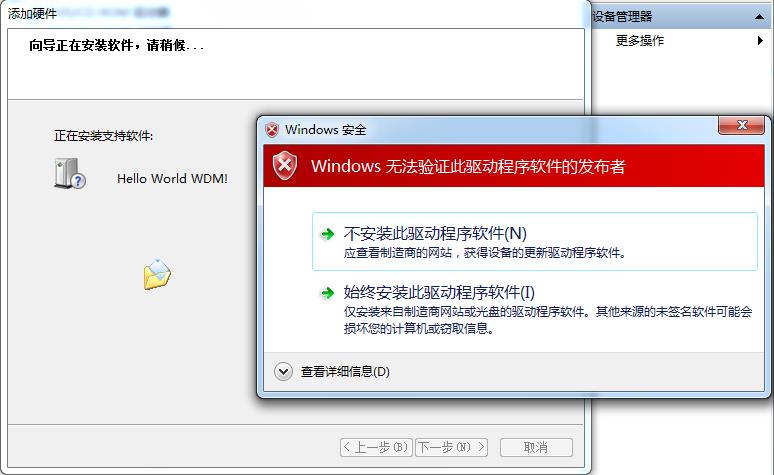 添加硬件
向导正在安装软件，请稍候...
正在安装支持软件:
Hello World WDM!
< 上一步(B)
下一步(N) >
取消
Windows 安全
Windows 无法验证此驱动程序软件的发布者
不安装此驱动程序软件(N)
应查看制造商的网站，获得设备的更新驱动程序软件。
始终安装此驱动程序软件(I)
仅安装来自制造商网站或光盘的驱动程序软件。其他来源的未签名软件可能会
损坏您的计算机或窃取信息。
查看详细信息(D)
设备管理器
更多操作